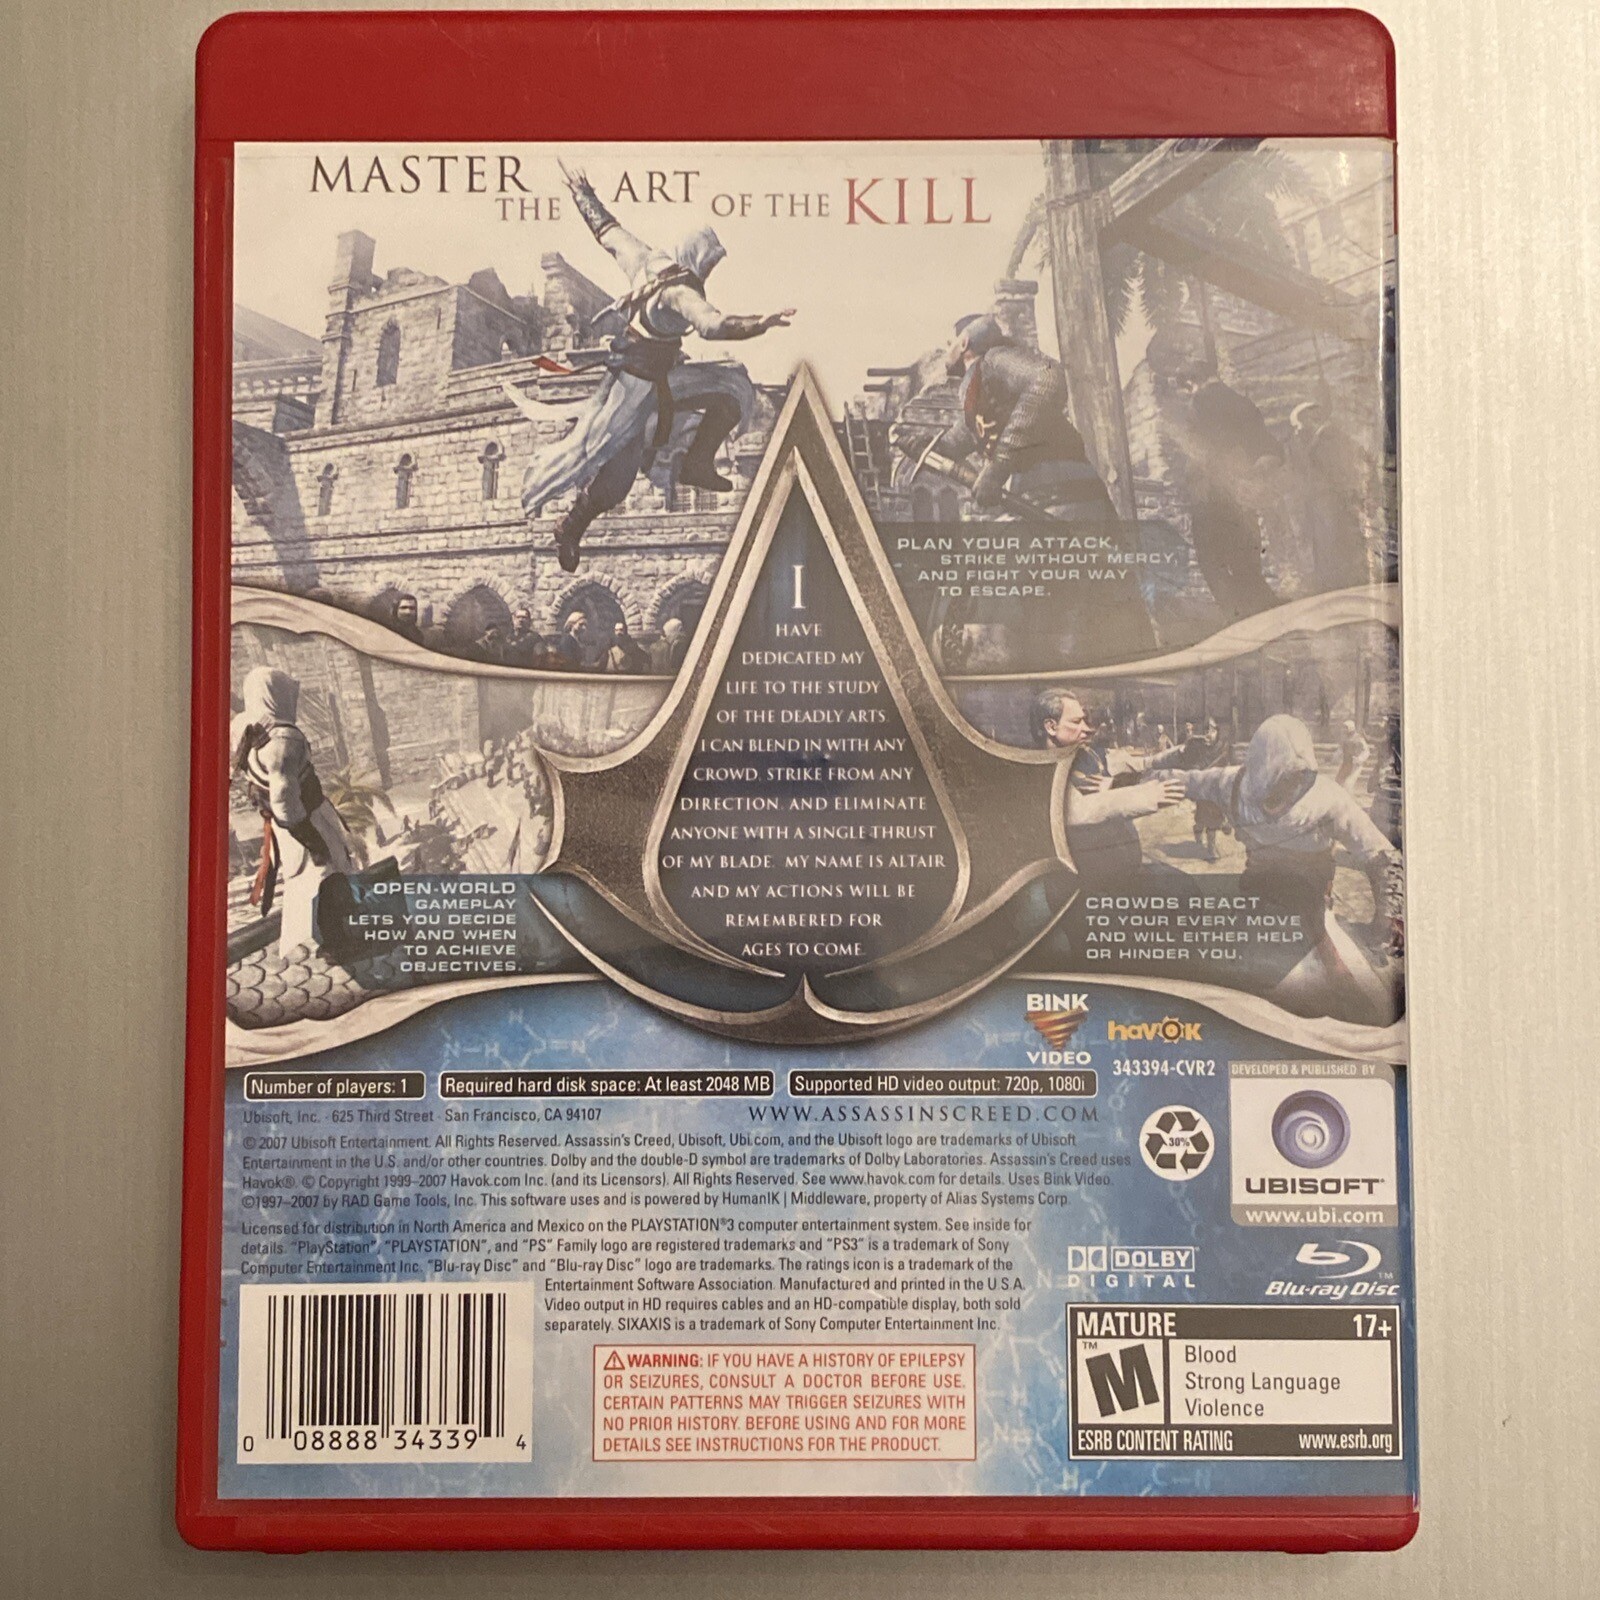 MASTER THE ART OF THE KILL
PLAN YOUR ATTACK,
STRIKE WITHOUT MERCY,
AND FIGHT YOUR WAY
TO ESCAPE.
I
HAVE
DEDICATED MY
LIFE TO THE STUDY
OF THE DEADLY ARTS.
I CAN BLEND IN WITH ANY
CROWD, STRIKE FROM ANY
DIRECTION, AND ELIMINATE
ANYONE WITH A SINGLE THRUST
OF MY BLADE. MY NAME IS ALTAIR
AND MY ACTIONS WILL BE
REMEMBERED FOR
AGES TO COME.
OPEN-WORLD
GAMEPLAY
LETS YOU DECIDE
HOW AND WHEN
TO ACHIEVE
OBJECTIVES.
CROWDS REACT
TO YOUR EVERY MOVE
AND WILL EITHER HELP
OR HINDER YOU.
BINK
VIDEO
havok
343394-CVR2
DEVELOPED & PUBLISHED BY
UBISOFT
www.ubi.com
Number of players: 1
Required hard disk space: At least 2048 MB
Supported HD video output: 720p, 1080i
Ubisoft, Inc. · 625 Third Street · San Francisco, CA 94107
WWW.ASSASSINSCREED.COM
30%
© 2007 Ubisoft Entertainment. All Rights Reserved. Assassin's Creed, Ubisoft, Ubi.com, and the Ubisoft logo are trademarks of Ubisoft
Entertainment in the U.S. and/or other countries. Dolby and the double-D symbol are trademarks of Dolby Laboratories. Assassin's Creed uses
Havok®. © Copyright 1999–2007 Havok.com Inc. (and its Licensors). All Rights Reserved. See www.havok.com for details. Uses Bink Video.
©1997–2007 by RAD Game Tools, Inc. This software uses and is powered by HumanIK | Middleware, property of Alias Systems Corp.
Licensed for distribution in North America and Mexico on the PLAYSTATION®3 computer entertainment system. See inside for
details. "PlayStation", "PLAYSTATION", and "PS" Family logo are registered trademarks and "PS3" is a trademark of Sony
Computer Entertainment Inc. "Blu-ray Disc" and "Blu-ray Disc" logo are trademarks. The ratings icon is a trademark of the
Entertainment Software Association. Manufactured and printed in the U.S.A.
Video output in HD requires cables and an HD-compatible display, both sold
separately. SIXAXIS is a trademark of Sony Computer Entertainment Inc.
DOLBY
DIGITAL
Blu-ray Disc™
⚠WARNING: IF YOU HAVE A HISTORY OF EPILEPSY
OR SEIZURES, CONSULT A DOCTOR BEFORE USE.
CERTAIN PATTERNS MAY TRIGGER SEIZURES WITH
NO PRIOR HISTORY. BEFORE USING AND FOR MORE
DETAILS SEE INSTRUCTIONS FOR THE PRODUCT.
0 08888 34339 4
MATURE 17+
™
M
Blood
Strong Language
Violence
ESRB CONTENT RATING www.esrb.org